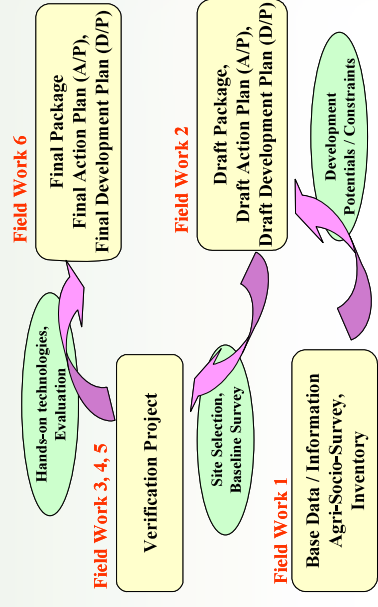 Field Work 6
Final Package
Final Action Plan (A/P),
Final Development Plan (D/P)
Hands-on technologies,
Evaluation
Field Work 3, 4, 5
Verification Project
Field Work 2
Draft Package,
Draft Action Plan (A/P),
Draft Development Plan (D/P)
Site Selection,
Baseline Survey
Field Work 1
Base Data / Information
Agri-Socio-Survey,
Inventory
Development
Potentials / Constraints